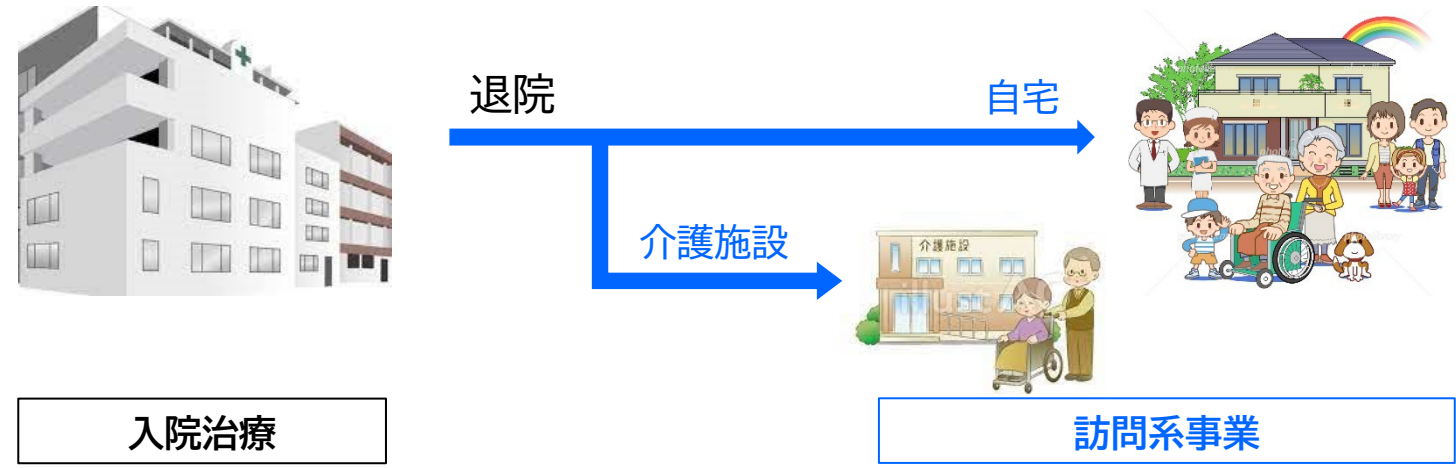 退院
自宅
介護施設
介護施設
入院治療
訪問系事業